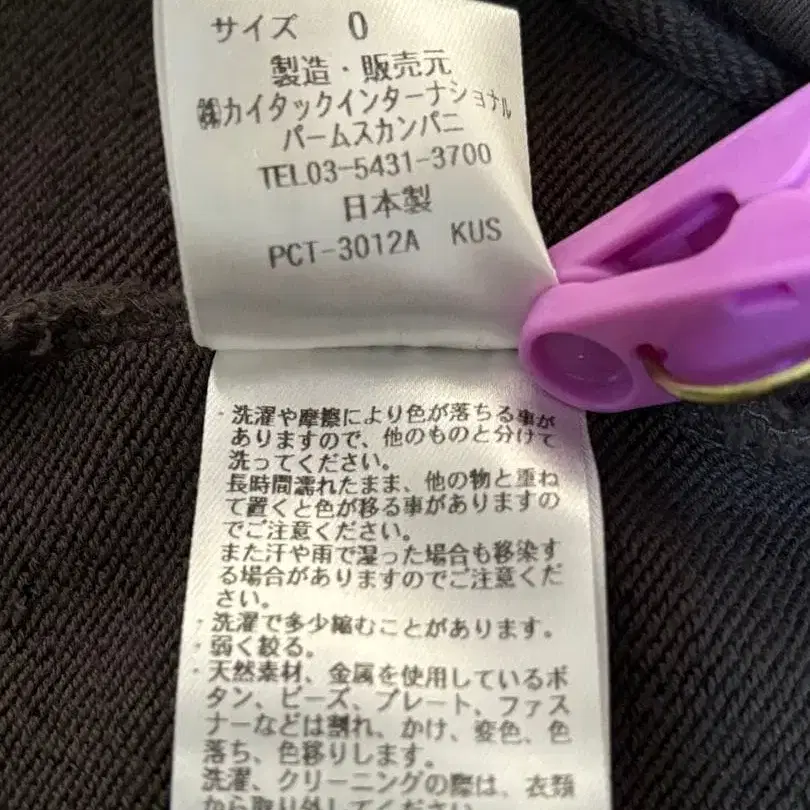 サイズ 0
製造・販売元
㈱カイタックインターナショナル
パームスカンパニ
TEL03-5431-3700
日本製
PCT-3012A KUS
・洗濯や摩擦により色が落ちる事が
ありますので、他のものと分けて
洗ってください。
長時間濡れたまま、他の物と重ね
て置くと色が移る事がありますの
でご注意ください。
また汗や雨で湿った場合も移染す
る場合がありますのでご注意くだ
さい。
・洗濯で多少縮むことがあります。
・弱く絞る。
・天然素材、金属を使用しているボ
タン、ビーズ、プレート、ファス
ナーなどは割れ、かけ、変色、色
落ち、色移りします。
洗濯、クリーニングの際は、衣類
から取り外してください。